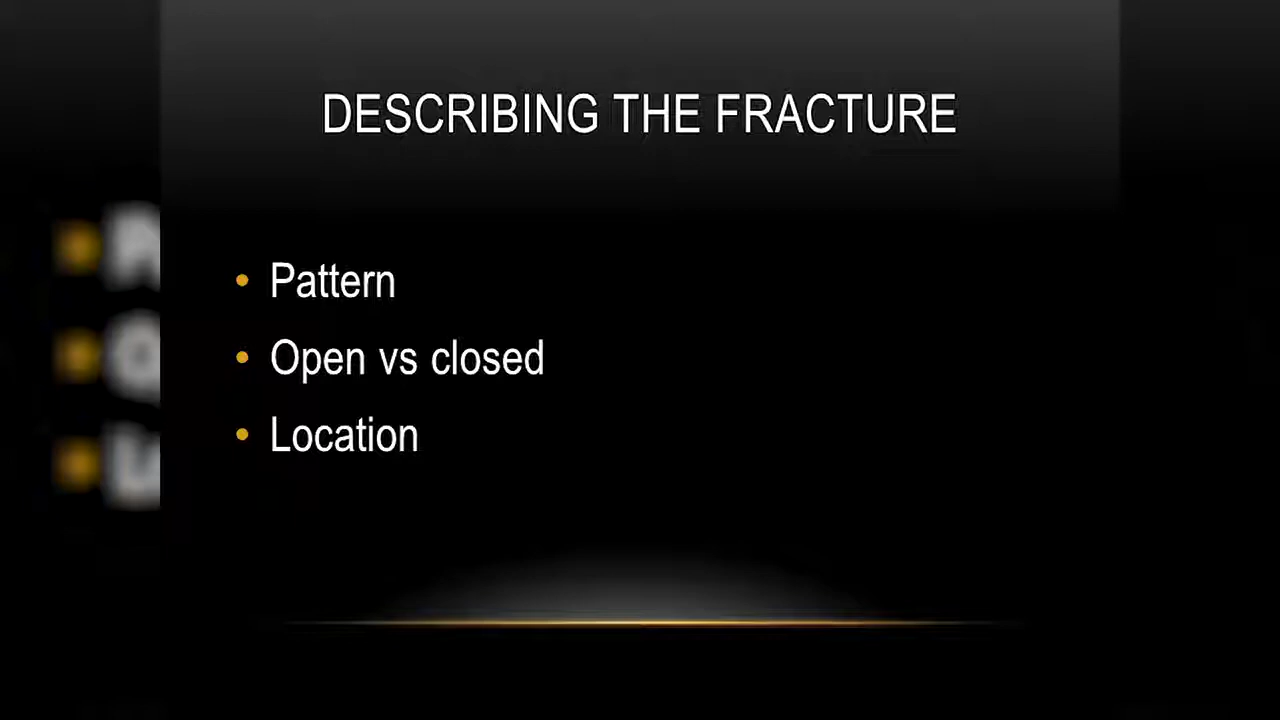 DESCRIBING THE FRACTURE
• Pattern
• Open vs closed
• Location